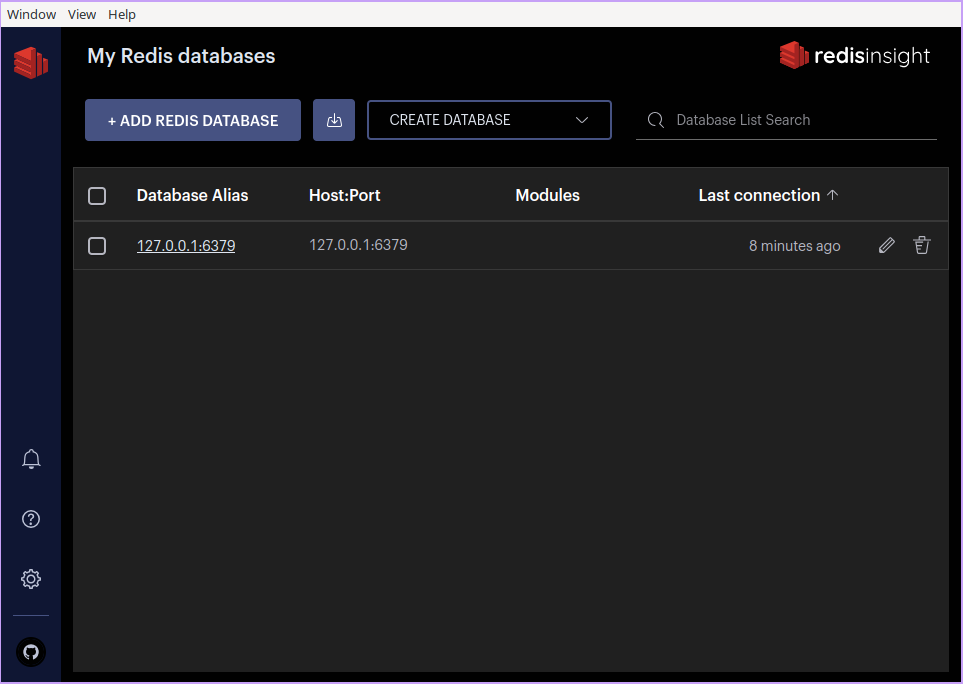 Window View Help
My Redis databases
redisinsight
+ ADD REDIS DATABASE
CREATE DATABASE
Database List Search
Database Alias Host:Port Modules Last connection
127.0.0.1:6379 127.0.0.1:6379 8 minutes ago